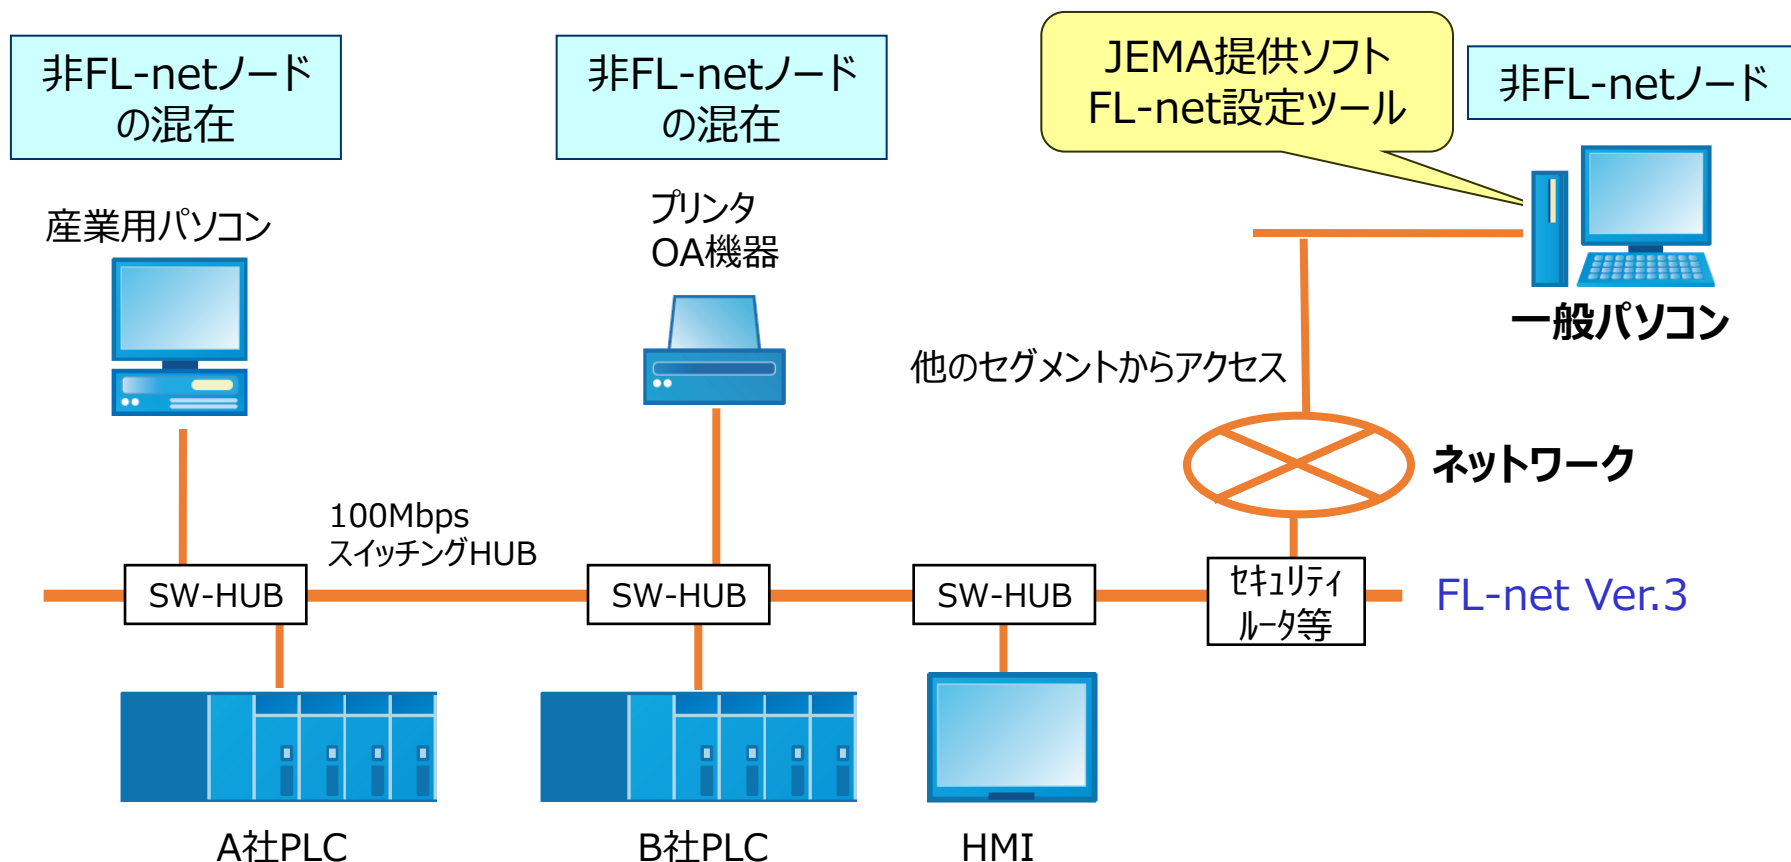 非FL-netノード
の混在
非FL-netノード
の混在
JEMA提供ソフト
FL-net設定ツール
非FL-netノード
産業用パソコン
プリンタ
OA機器
一般パソコン
他のセグメントからアクセス
ネットワーク
100Mbps
スイッチングHUB
SW-HUB
SW-HUB
SW-HUB
ｾｷｭﾘﾃｨ
ﾙｰﾀ等
FL-net Ver.3
A社PLC
B社PLC
HMI